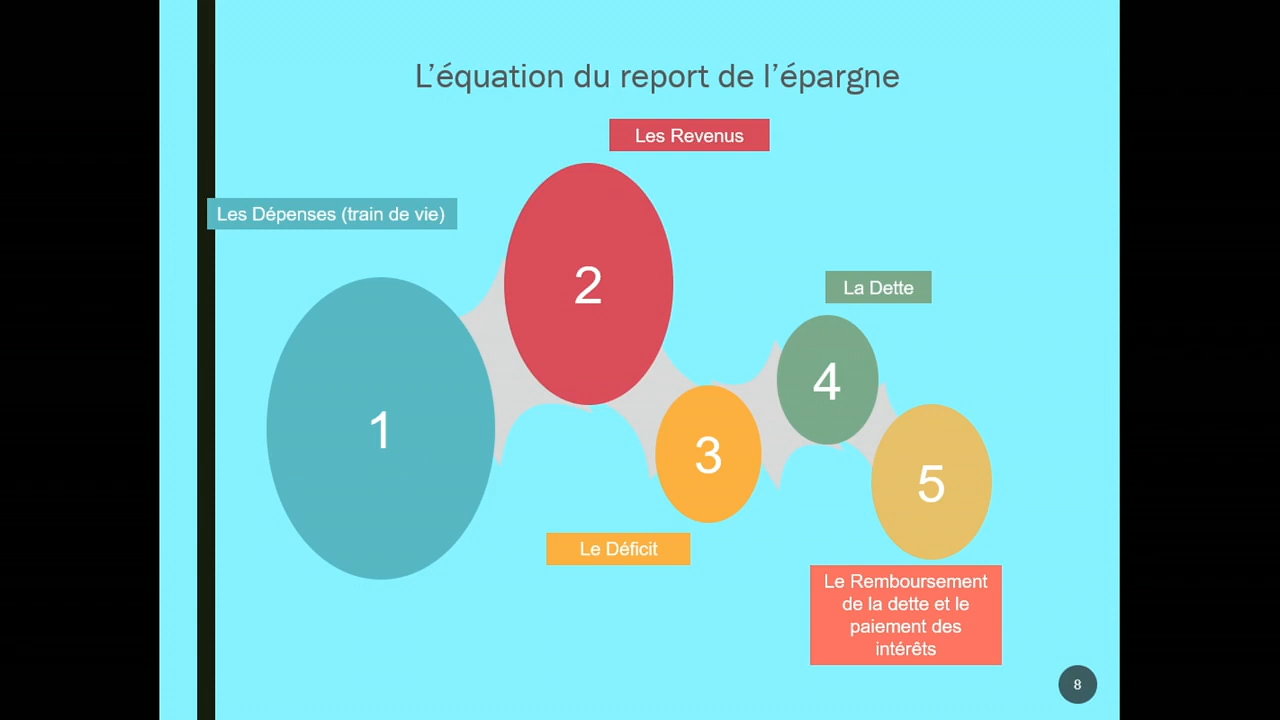 L’équation du report de l’épargne
Les Revenus
Les Dépenses (train de vie)
2
La Dette
4
1
3
5
Le Déficit
Le Remboursement
de la dette et le
paiement des
intérêts
8